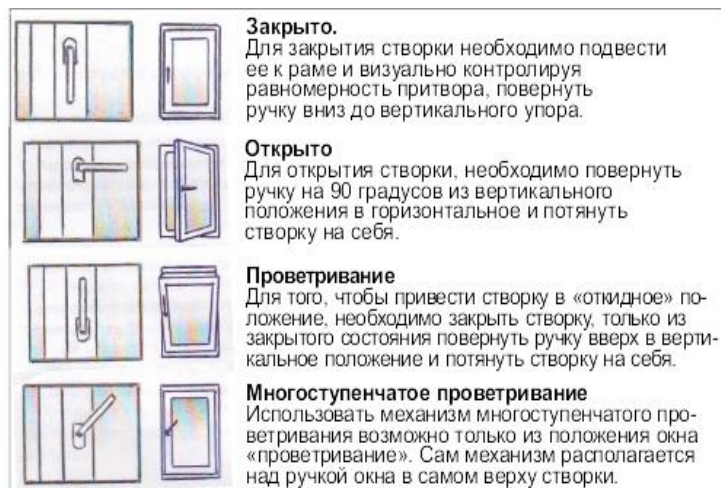 Закрыто.
Для закрытия створки необходимо подвести
ее к раме и визуально контролируя
равномерность притвора, повернуть
ручку вниз до вертикального упора.
Открыто
Для открытия створки, необходимо повернуть
ручку на 90 градусов из вертикального
положения в горизонтальное и потянуть
створку на себя.
Проветривание
Для того, чтобы привести створку в «откидное» по-
ложение, необходимо закрыть створку, только из
закрытого состояния повернуть ручку вверх в верти-
кальное положение и потянуть створку на себя.
Многоступенчатое проветривание
Использовать механизм многоступенчатого про-
ветривания возможно только из положения окна
«проветривание». Сам механизм располагается
над ручкой окна в самом верху створки.